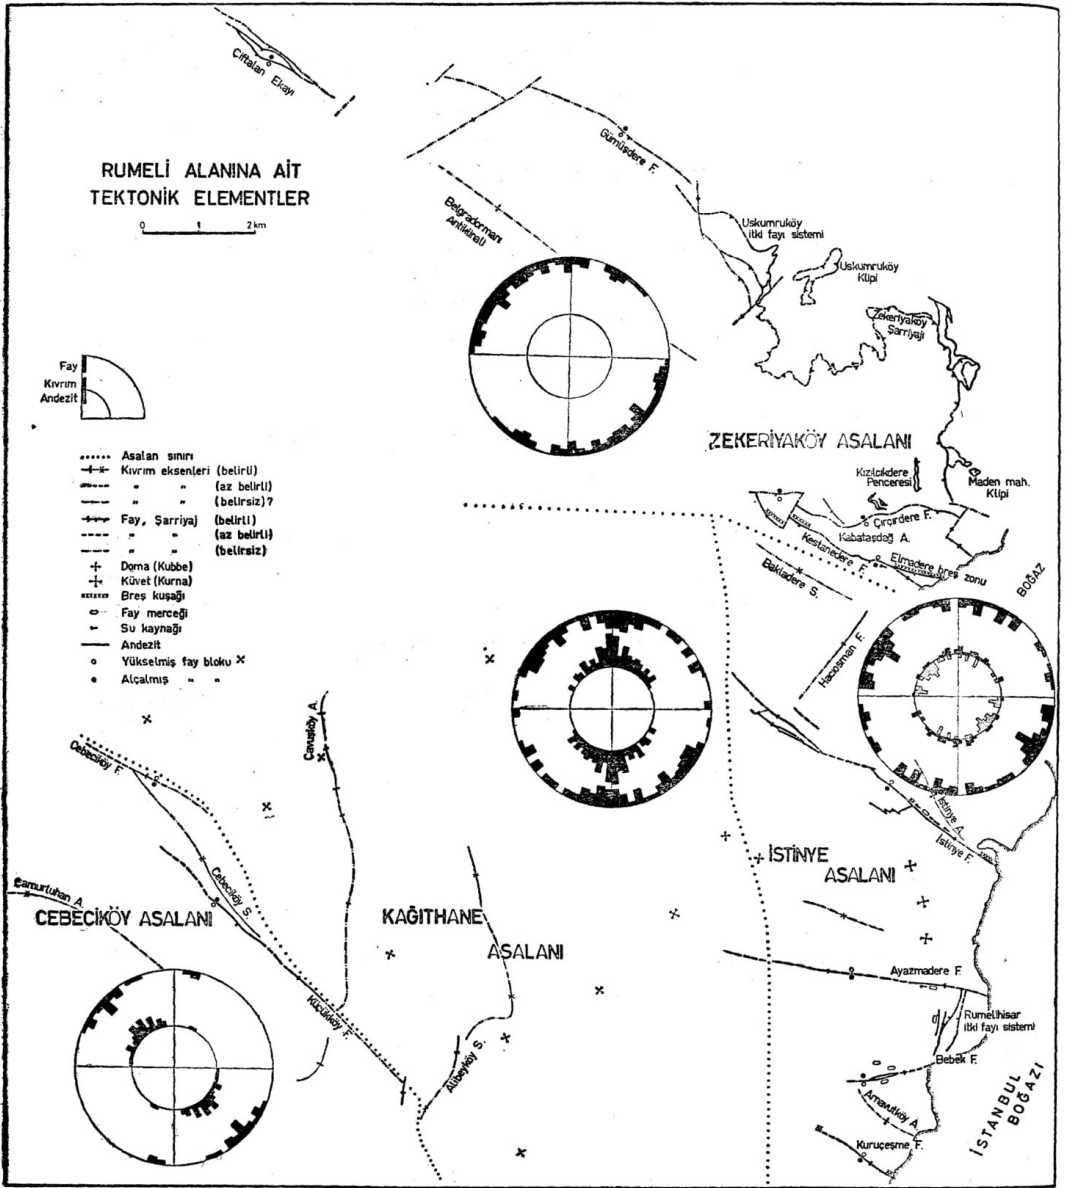 Çiftalan Ekayı
RUMELİ ALANINA AİT
TEKTONİK ELEMENTLER
0 1 2 km
Gümüşdere F.
Belgradormanı
Antiklinali
Uskumruköy
itki fayı sistemi
Uskumruköy
Klipi
Zekeriyaköy
Şarriyajı
Fay
Kıvrım
Andezit
ZEKERİYAKÖY ASALANI
Kızılcıkdere
Penceresi
Maden mah.
Klipi
Çırçırdere F.
Kabataşdağ A.
Kestanedere F.
Elmadere breş zonu
Bakladere S.
BOĞAZ
Asalan sınırı
Kıvrım eksenleri (belirli)
" " (az belirli)
" " (belirsiz)?
Fay, Şarriyaj (belirli)
" " (az belirli)
" " (belirsiz)
Doma (Kubbe)
Küvet (Kurna)
Breş kuşağı
Fay merceği
Su kaynağı
Andezit
Yükselmiş fay bloku
Alçalmış " "
Hacıosman F.
Cebeciköy F.
Çavuşköy A.
İstinye A.
İstinye F.
İSTİNYE
ASALANI
Cebeciköy S.
Çamurluhan A.
CEBECİKÖY ASALANI
KAĞITHANE
ASALANI
Ayazmadere F.
Küçükköy F.
Alibeyköy S.
Rumelihisar
itki fayı sistemi
Bebek F.
Arnavutköy A.
Kuruçeşme F.
İSTANBUL
BOĞAZI